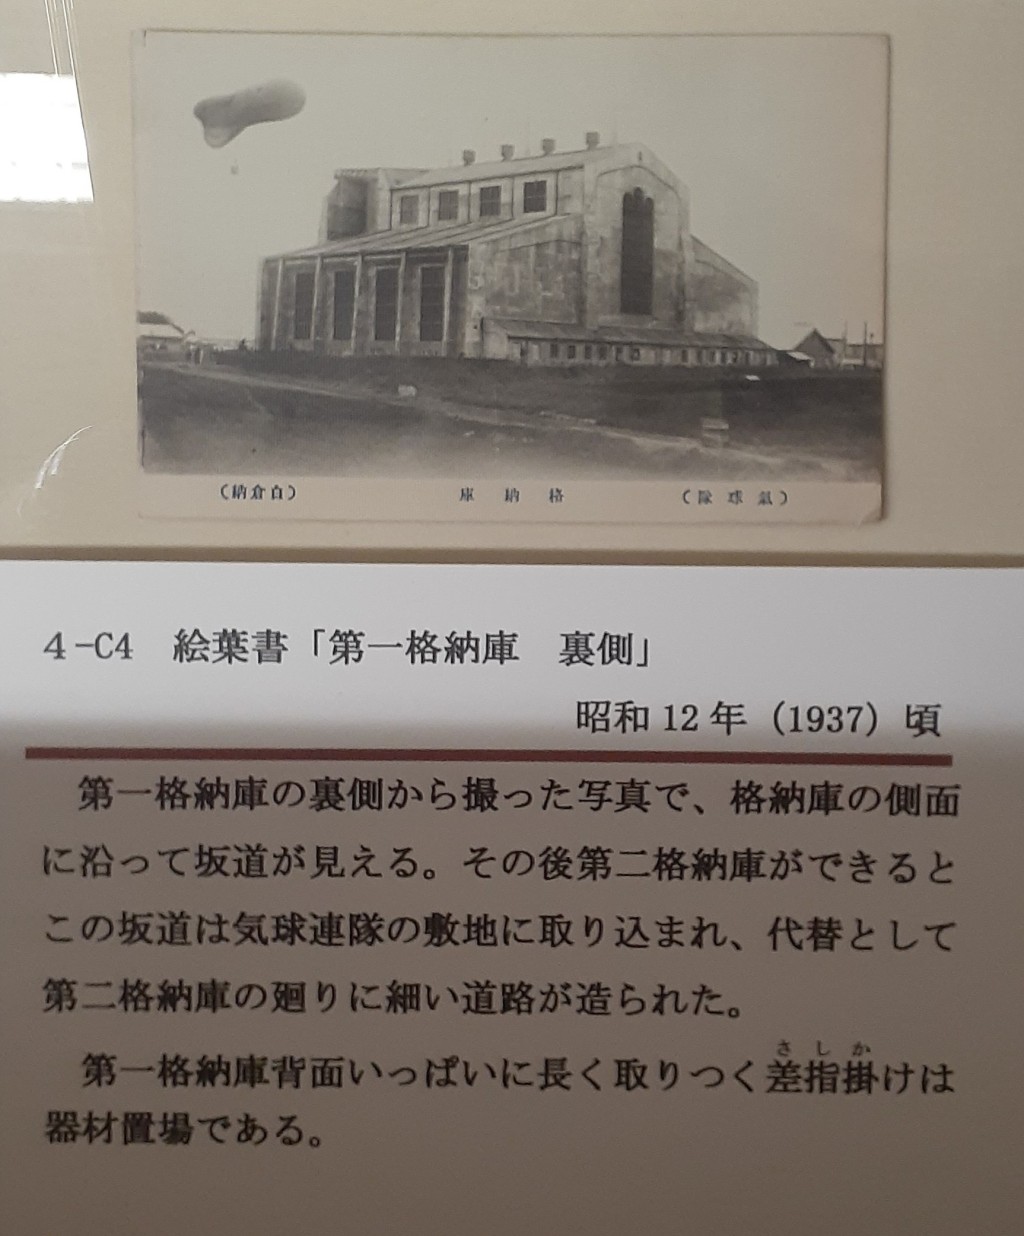 （納倉自）　庫　納　格　（隊　球　氣）
４-C4　絵葉書「第一格納庫　裏側」
昭和 12 年（1937）頃
　第一格納庫の裏側から撮った写真で、格納庫の側面
に沿って坂道が見える。その後第二格納庫ができると
この坂道は気球連隊の敷地に取り込まれ、代替として
第二格納庫の廻りに細い道路が造られた。
さしか
　第一格納庫背面いっぱいに長く取りつく差指掛けは
器材置場である。